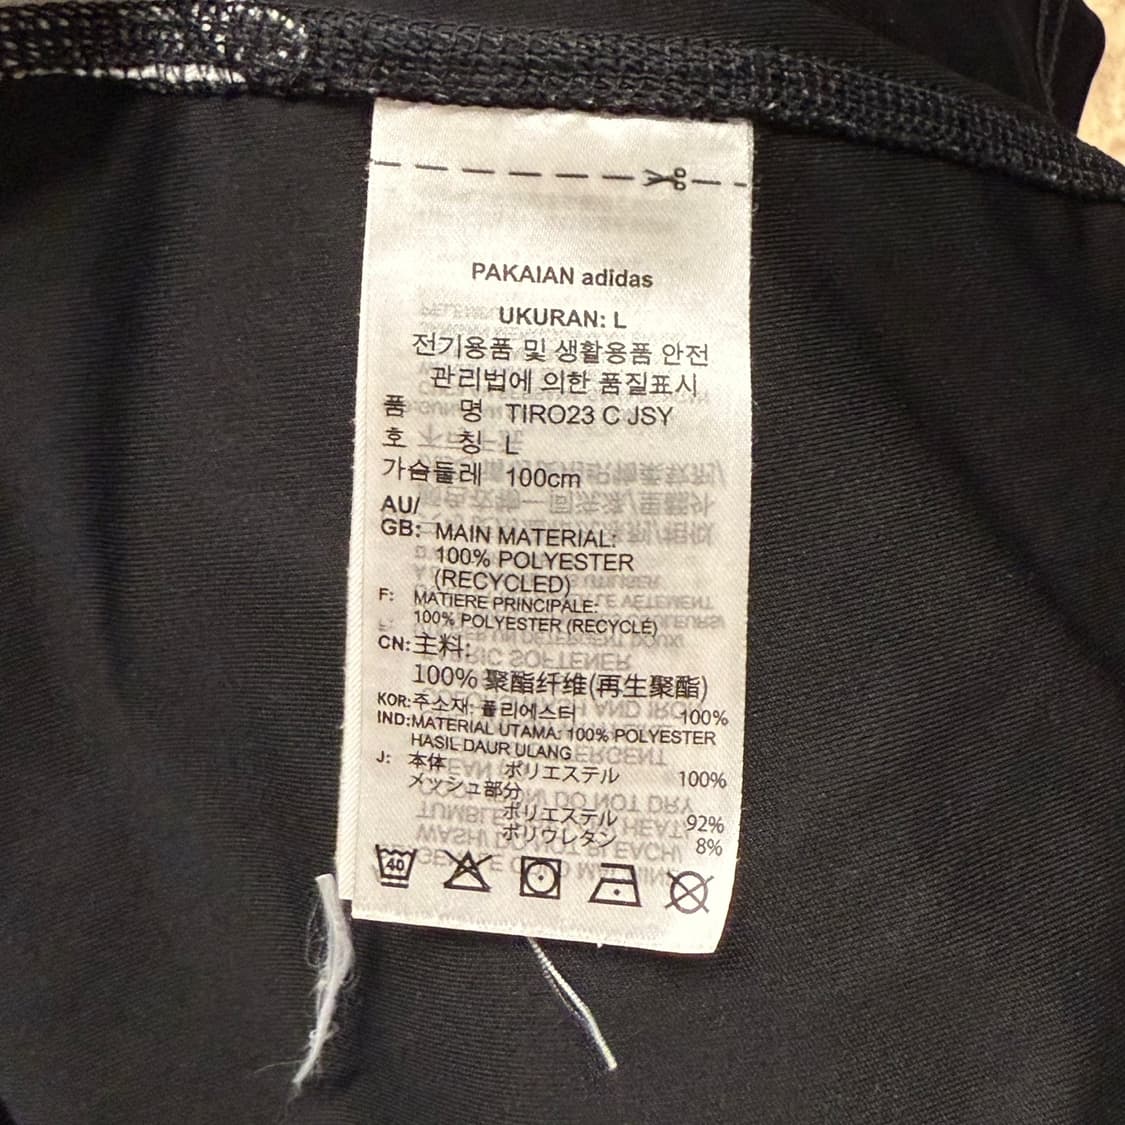 PAKAIAN adidas
UKURAN: L
전기용품 및 생활용품 안전
관리법에 의한 품질표시
품 명 TIRO23 C JSY
호 칭 L
가슴둘레 100cm
AU/
GB: MAIN MATERIAL:
100% POLYESTER
(RECYCLED)
F: MATIERE PRINCIPALE:
100% POLYESTER (RECYCLÉ)
CN: 主料:
100% 聚酯纤维(再生聚酯)
KOR: 주소재: 폴리에스터 100%
IND: MATERIAL UTAMA: 100% POLYESTER
HASIL DAUR ULANG
J: 本体 ポリエステル 100%
メッシュ部分
ポリエステル 92%
ポリウレタン 8%
40